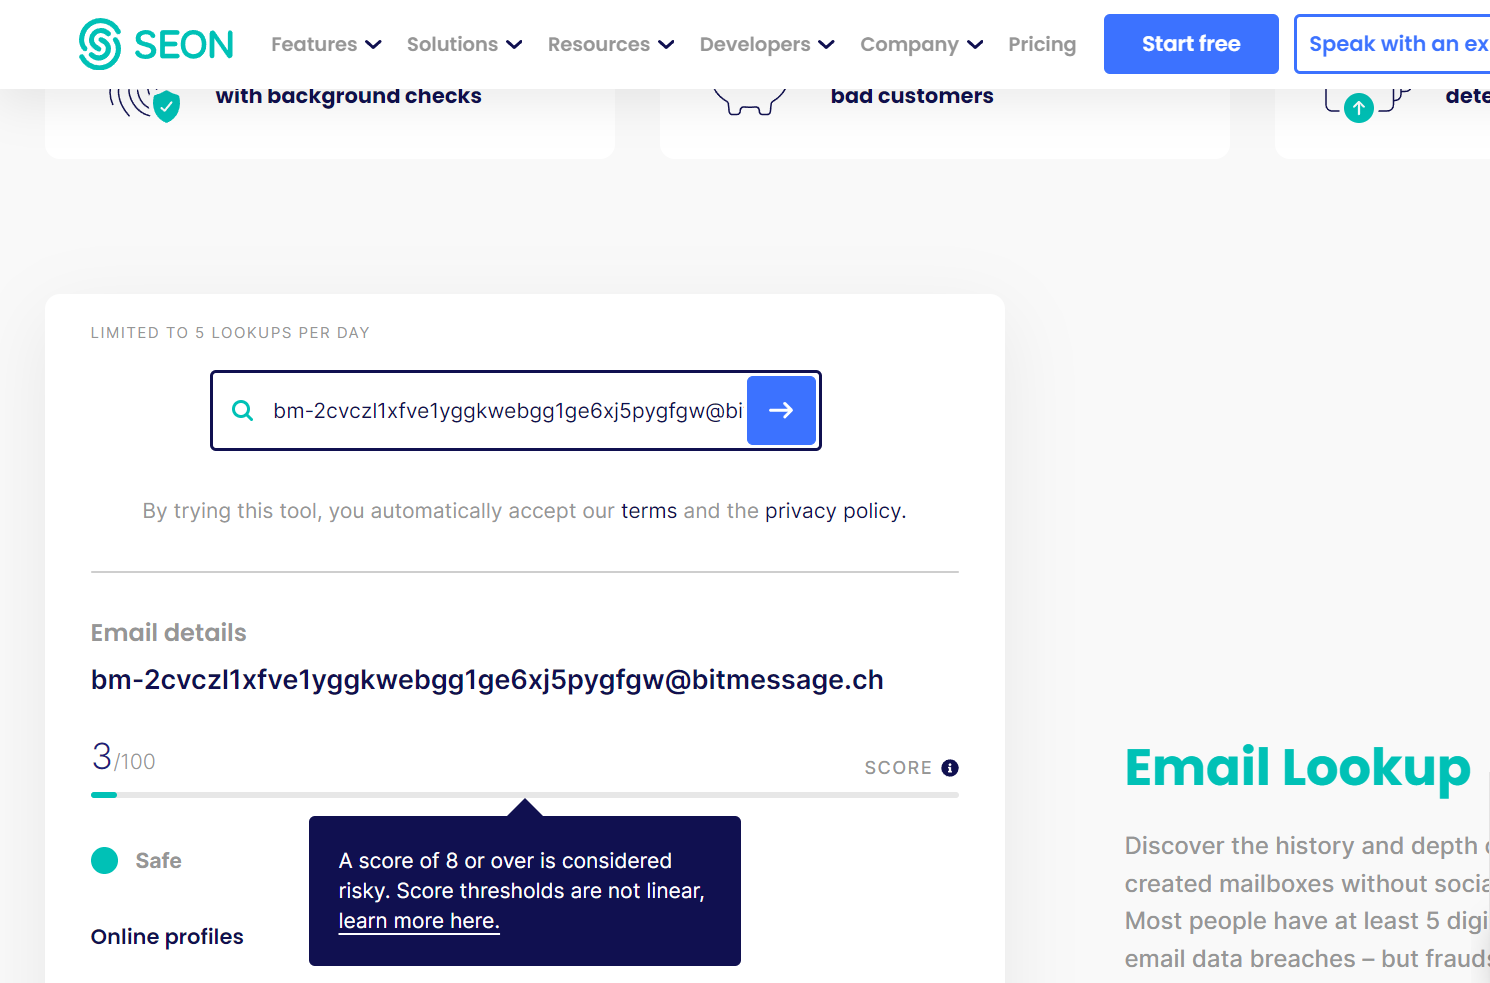 SEON
Features
Solutions
Resources
Developers
Company
Pricing
Start free
Speak with an ex
with background checks
bad customers
dete
LIMITED TO 5 LOOKUPS PER DAY
bm-2cvczl1xfve1yggkwebgg1ge6xj5pygfgw@bi
By trying this tool, you automatically accept our terms and the privacy policy.
Email details
bm-2cvczl1xfve1yggkwebgg1ge6xj5pygfgw@bitmessage.ch
3/100
SCORE
Safe
A score of 8 or over is considered
risky. Score thresholds are not linear,
learn more here.
Online profiles
Email Lookup
Discover the history and depth
created mailboxes without socia
Most people have at least 5 digi
email data breaches – but frauds